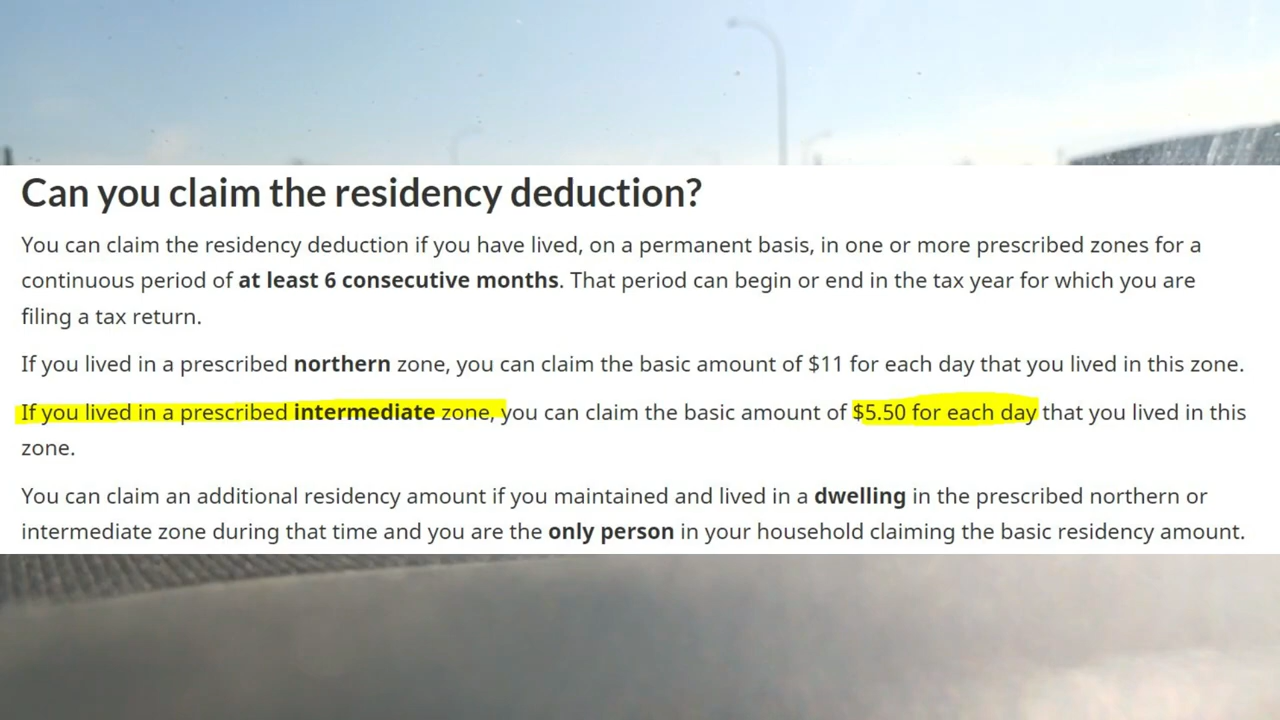 Can you claim the residency deduction?
You can claim the residency deduction if you have lived, on a permanent basis, in one or more prescribed zones for a
continuous period of at least 6 consecutive months. That period can begin or end in the tax year for which you are
filing a tax return.
If you lived in a prescribed northern zone, you can claim the basic amount of $11 for each day that you lived in this zone.
If you lived in a prescribed intermediate zone, you can claim the basic amount of $5.50 for each day that you lived in this
zone.
You can claim an additional residency amount if you maintained and lived in a dwelling in the prescribed northern or
intermediate zone during that time and you are the only person in your household claiming the basic residency amount.